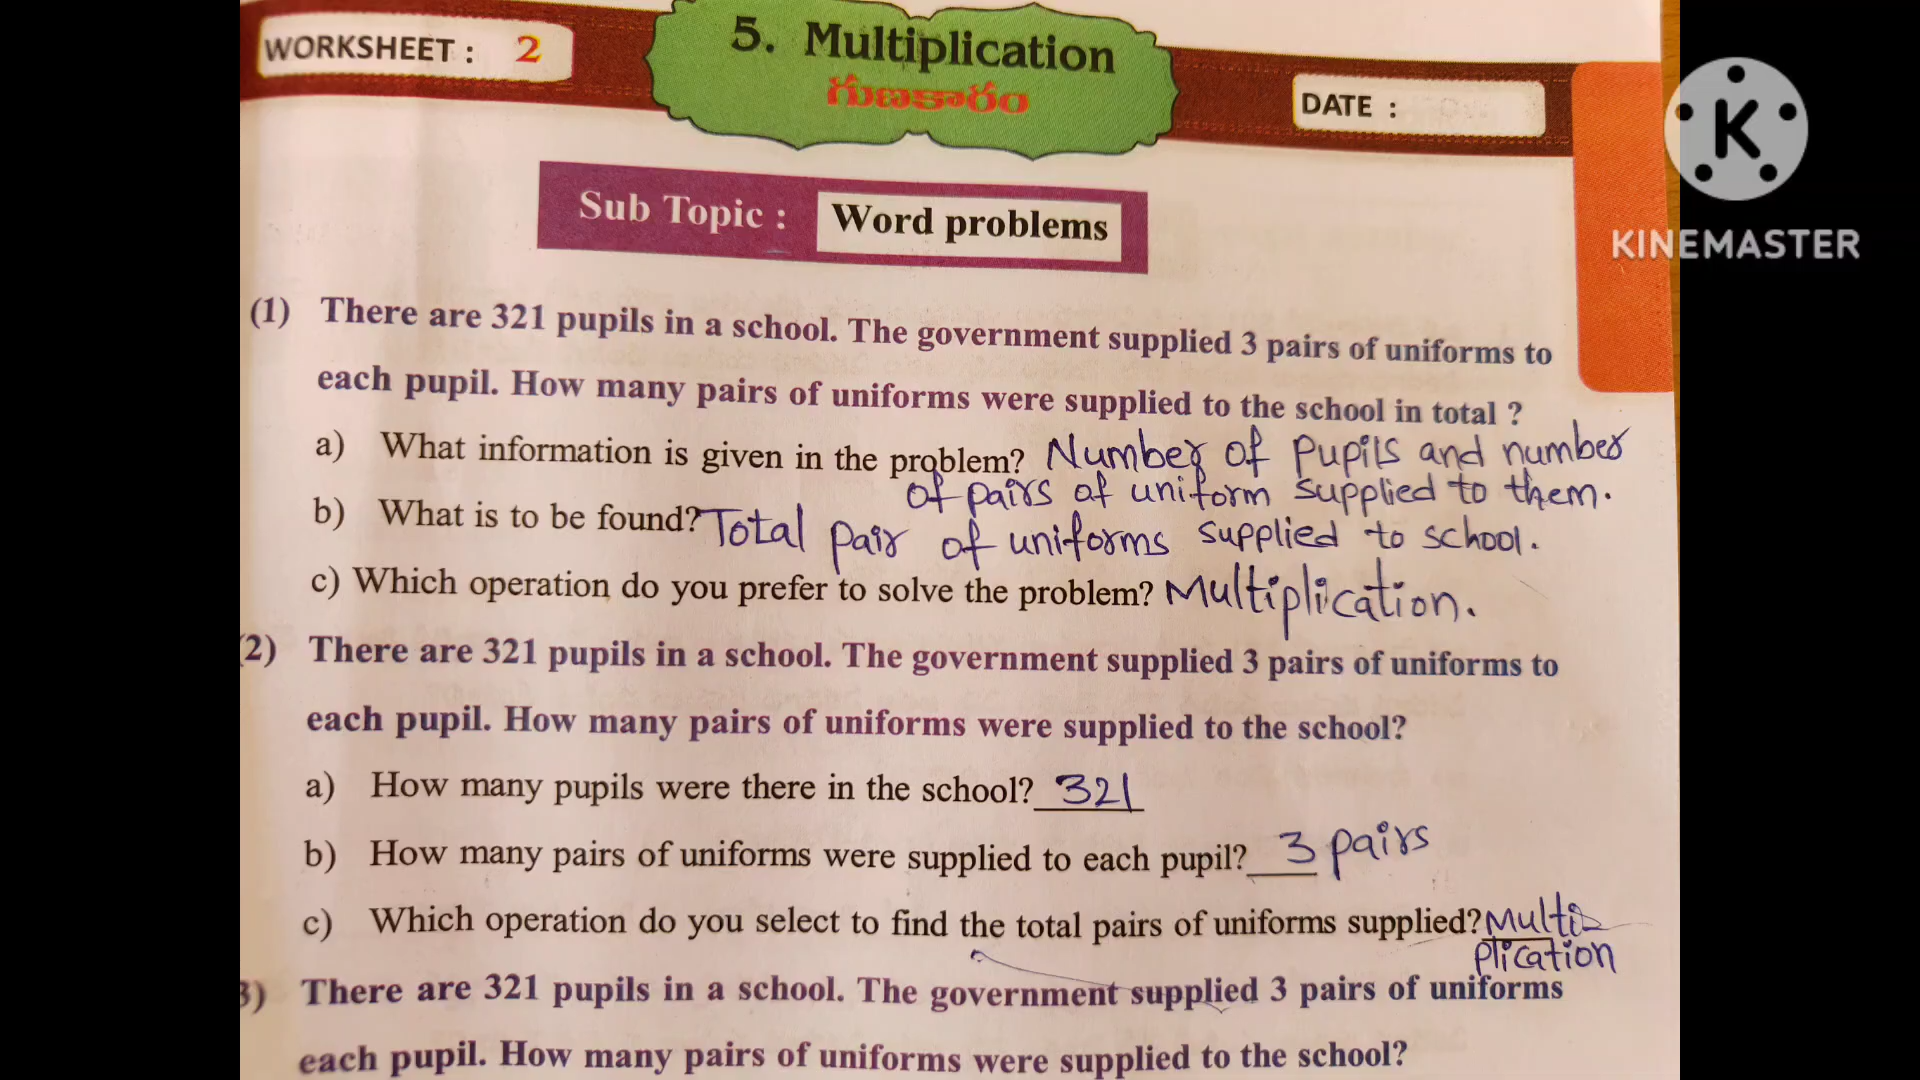 WORKSHEET : 2
5. Multiplication
గుణకారం
DATE :
K
KINEMASTER
Sub Topic : Word problems
(1) There are 321 pupils in a school. The government supplied 3 pairs of uniforms to
each pupil. How many pairs of uniforms were supplied to the school in total ?
a) What information is given in the problem? Number of pupils and number
of pairs of uniform supplied to them.
b) What is to be found? Total pair of uniforms supplied to school.
c) Which operation do you prefer to solve the problem? Multiplication.
(2) There are 321 pupils in a school. The government supplied 3 pairs of uniforms to
each pupil. How many pairs of uniforms were supplied to the school?
a) How many pupils were there in the school? 321
b) How many pairs of uniforms were supplied to each pupil? 3 pairs
c) Which operation do you select to find the total pairs of uniforms supplied? Multi
plication
3) There are 321 pupils in a school. The government supplied 3 pairs of uniforms
each pupil. How many pairs of uniforms were supplied to the school?